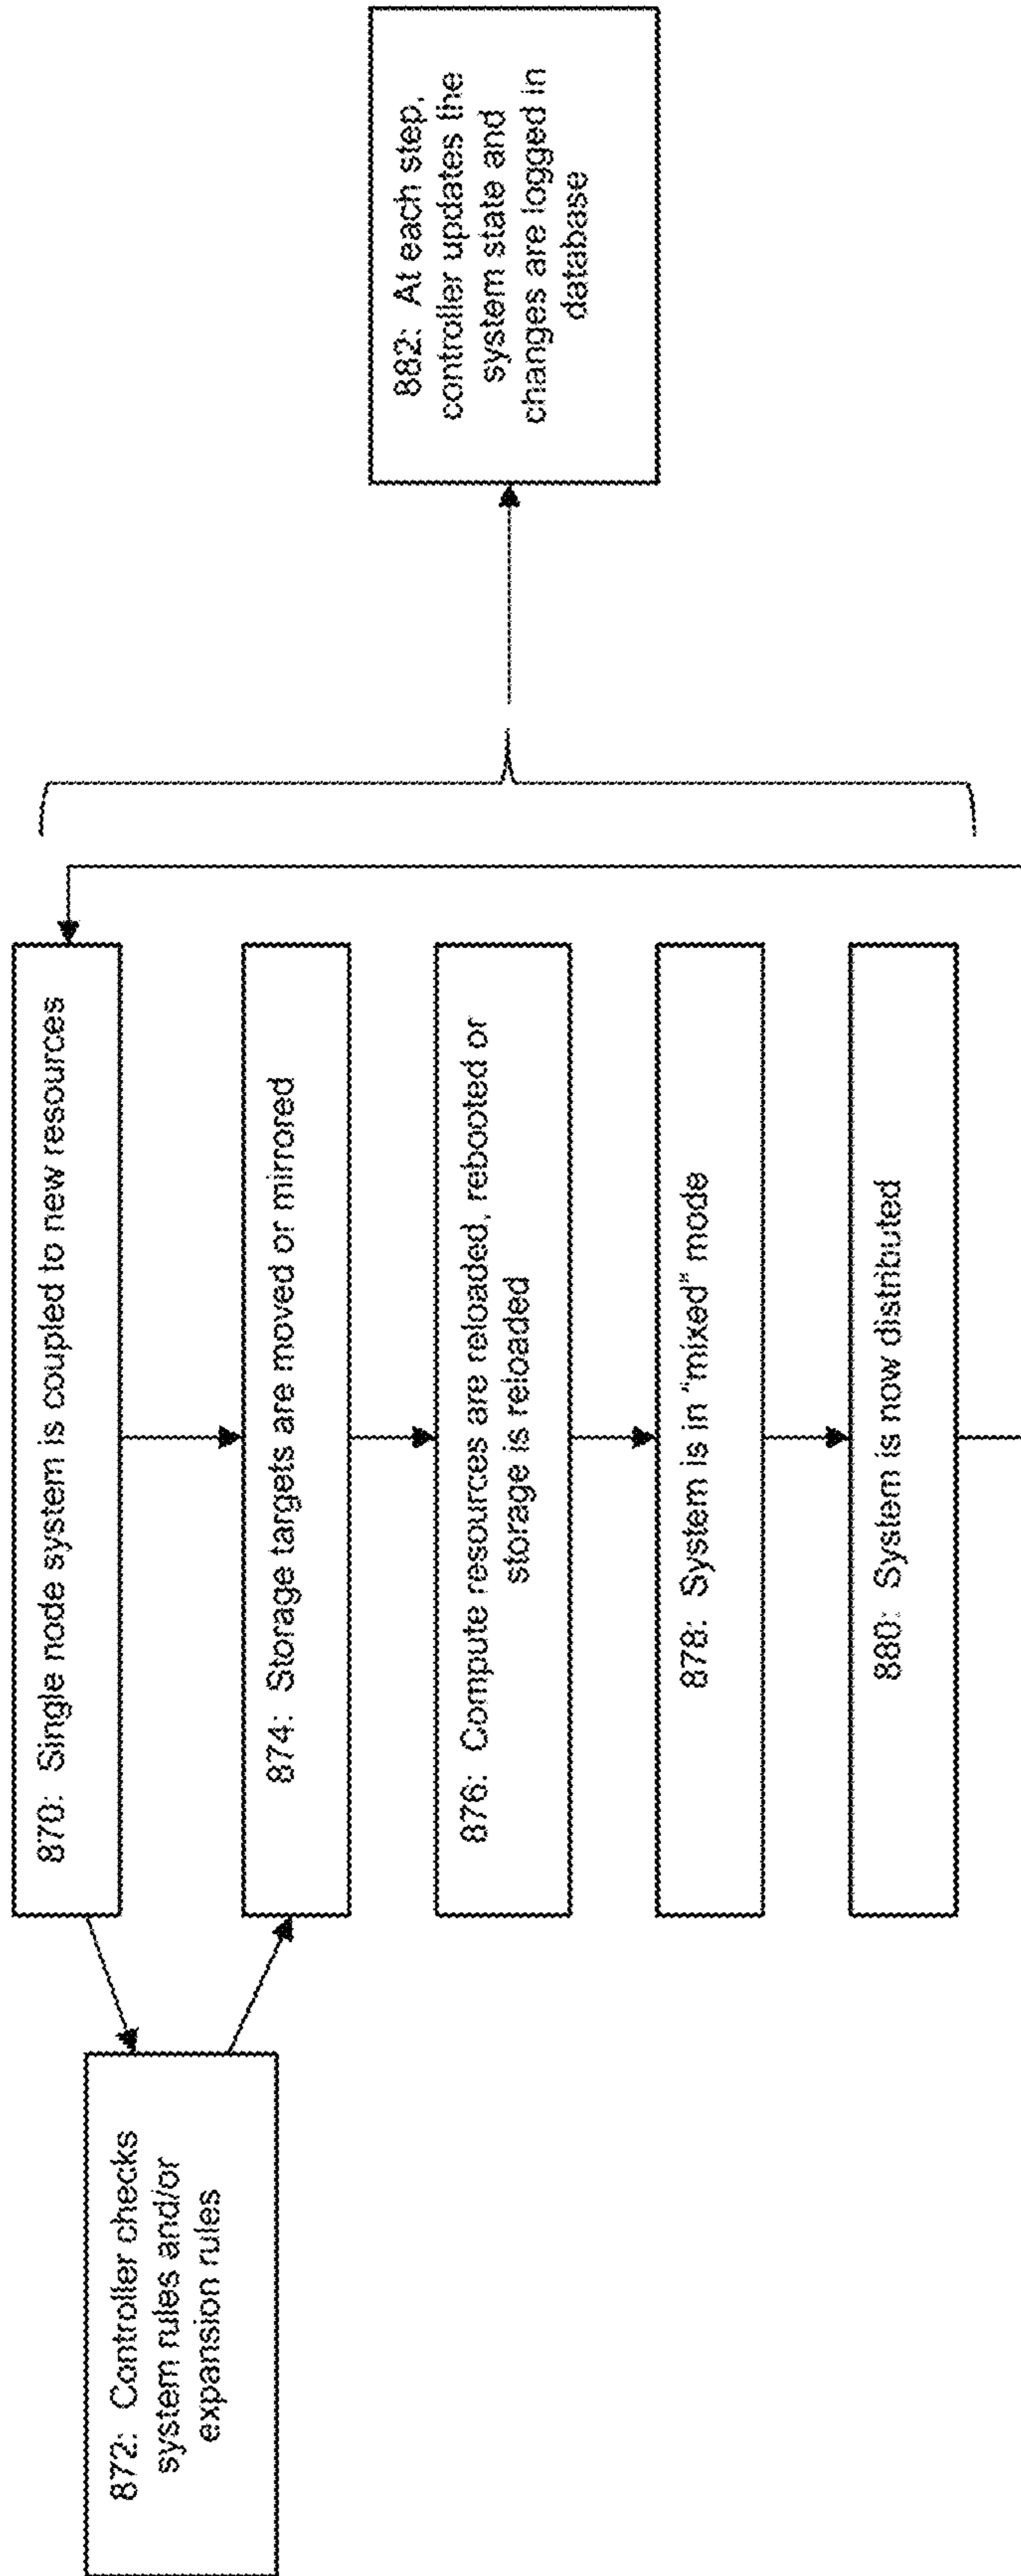 870: Single node system is coupled to new resources
872: Controller checks
system rules and/or
expansion rules
874: Storage targets are moved or mirrored
876: Compute resources are reloaded, rebooted or
storage is reloaded
878: System is in "mixed" mode
880: System is now distributed
882: At each step,
controller updates the
system state and
changes are logged in
database